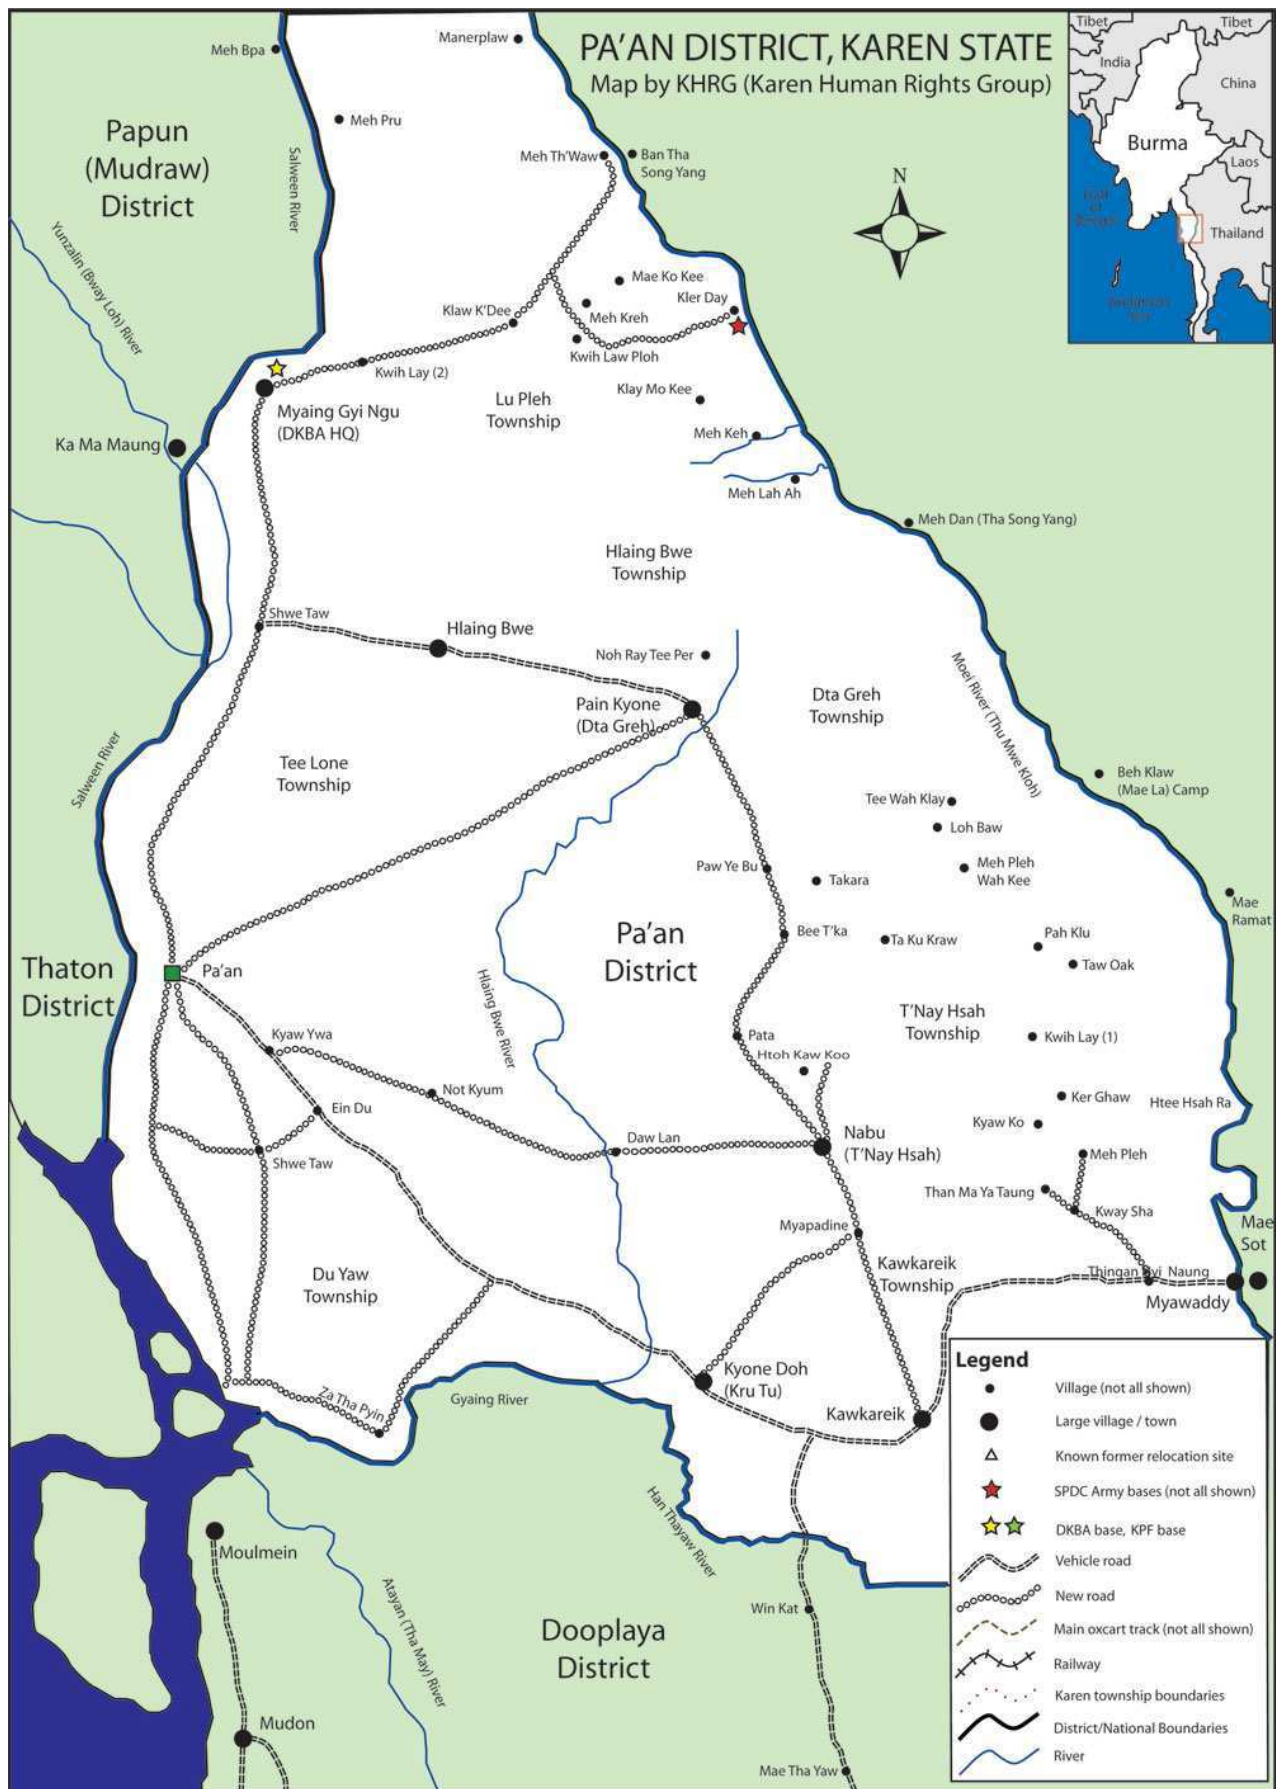 PA’AN DISTRICT, KAREN STATE
Map by KHRG (Karen Human Rights Group)
Tibet
Tibet
India
China
Burma
Laos
Thailand
N
Meh Bpa
Manerplaw
Meh Pru
Papun
(Mudraw)
District
Salween River
Meh Th’Waw
Ban Tha
Song Yang
Yunzalin (Bway Loh) River
Mae Ko Kee
Kler Day
Klaw K’Dee
Meh Kreh
Kwih Law Ploh
Kwih Lay (2)
Klay Mo Kee
Lu Pleh
Township
Myaing Gyi Ngu
(DKBA HQ)
Meh Keh
Ka Ma Maung
Meh Lah Ah
Meh Dan (Tha Song Yang)
Hlaing Bwe
Township
Shwe Taw
Hlaing Bwe
Noh Ray Tee Per
Moei River (Thu Mwe Kloh)
Pain Kyone
(Dta Greh)
Dta Greh
Township
Salween River
Tee Lone
Township
Beh Klaw
(Mae La) Camp
Tee Wah Klay
Loh Baw
Paw Ye Bu
Takara
Meh Pleh
Wah Kee
Mae
Ramat
Pa’an
District
Bee T’ka
Ta Ku Kraw
Pah Klu
Taw Oak
Thaton
District
Pa’an
Hlaing Bwe River
T’Nay Hsah
Township
Kyaw Ywa
Pata
Kwih Lay (1)
Htoh Kaw Koo
Not Kyum
Ker Ghaw
Htee Hsah Ra
Ein Du
Kyaw Ko
Daw Lan
Nabu
(T’Nay Hsah)
Meh Pleh
Shwe Taw
Than Ma Ya Taung
Kway Sha
Myapadine
Mae
Sot
Kawkareik
Township
Du Yaw
Township
Thingan Nyi Naung
Myawaddy
Kyone Doh
(Kru Tu)
Za Tha Pyin
Gyaing River
Kawkareik
Han Thayaw River
Moulmein
Atayan (Tha May) River
Win Kat
Dooplaya
District
Mudon
Mae Tha Yaw
Legend
Village (not all shown)
Large village / town
Known former relocation site
SPDC Army bases (not all shown)
DKBA base, KPF base
Vehicle road
New road
Main oxcart track (not all shown)
Railway
Karen township boundaries
District/National Boundaries
River